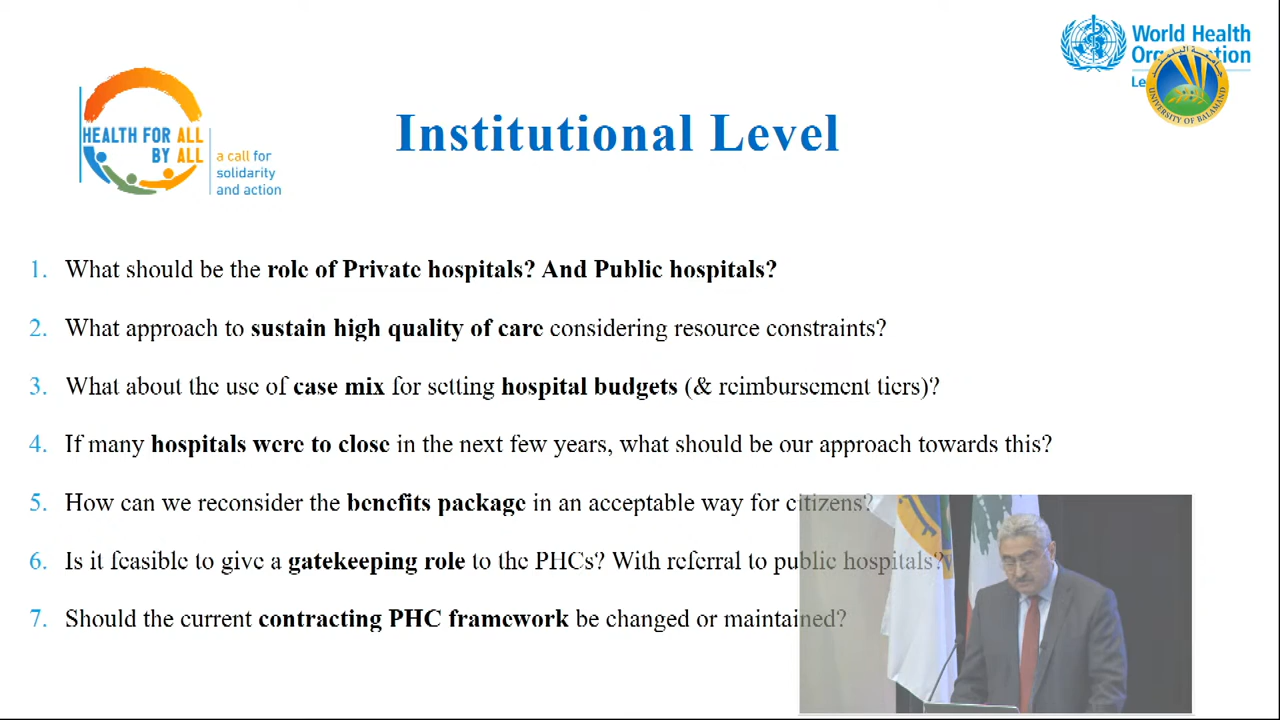 World Health
Organization
HEALTH FOR ALL
BY ALL
a call for
solidarity
and action
UNIVERSITY OF BALAMAND
Institutional Level
1. What should be the role of Private hospitals? And Public hospitals?
2. What approach to sustain high quality of care considering resource constraints?
3. What about the use of case mix for setting hospital budgets (& reimbursement tiers)?
4. If many hospitals were to close in the next few years, what should be our approach towards this?
5. How can we reconsider the benefits package in an acceptable way for citizens?
6. Is it feasible to give a gatekeeping role to the PHCs? With referral to public hospitals?
7. Should the current contracting PHC framework be changed or maintained?